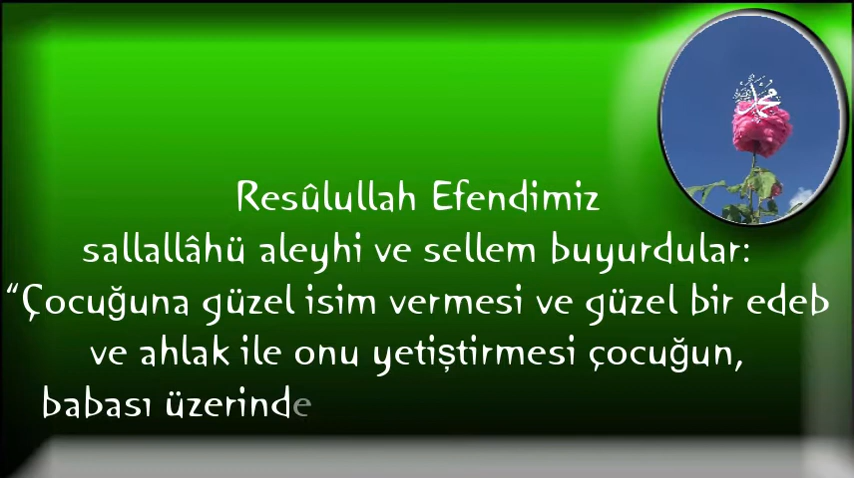 محمد
Resûlullah Efendimiz
sallallâhü aleyhi ve sellem buyurdular:
“Çocuğuna güzel isim vermesi ve güzel bir edeb
ve ahlak ile onu yetiştirmesi çocuğun,
babası üzerinde